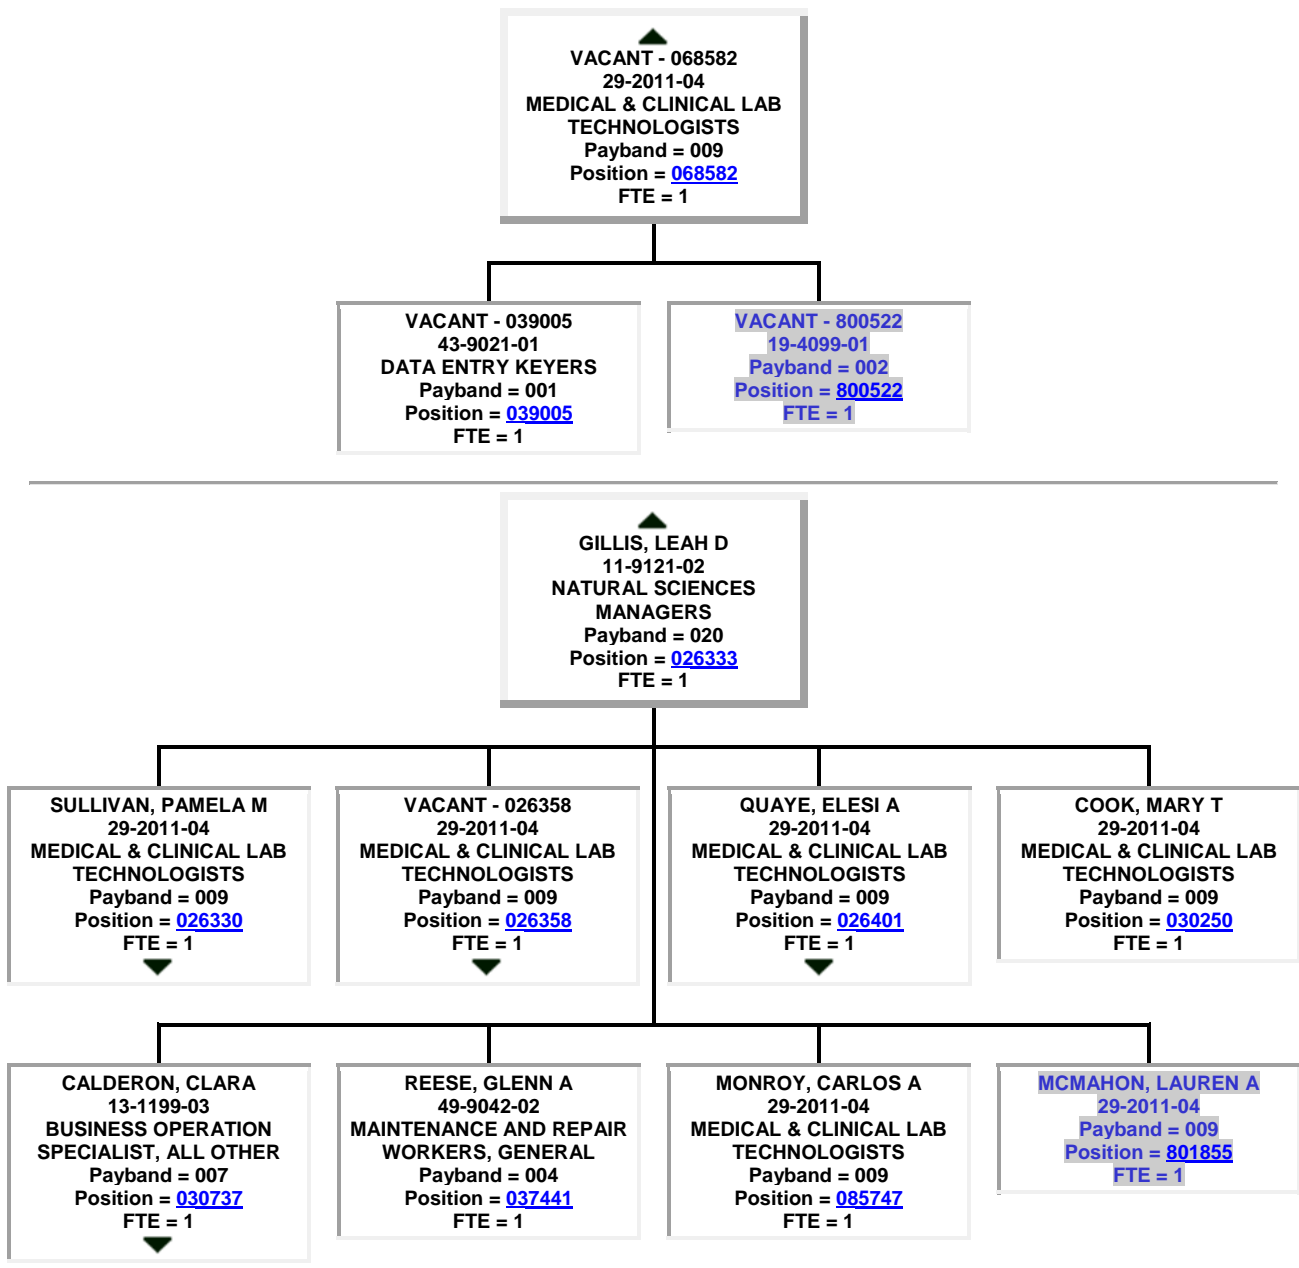 VACANT - 068582
29-2011-04
MEDICAL & CLINICAL LAB
TECHNOLOGISTS
Payband = 009
Position = 068582
FTE = 1
VACANT - 039005
43-9021-01
DATA ENTRY KEYERS
Payband = 001
Position = 039005
FTE = 1
VACANT - 800522
19-4099-01
Payband = 002
Position = 800522
FTE = 1
GILLIS, LEAH D
11-9121-02
NATURAL SCIENCES
MANAGERS
Payband = 020
Position = 026333
FTE = 1
SULLIVAN, PAMELA M
29-2011-04
MEDICAL & CLINICAL LAB
TECHNOLOGISTS
Payband = 009
Position = 026330
FTE = 1
VACANT - 026358
29-2011-04
MEDICAL & CLINICAL LAB
TECHNOLOGISTS
Payband = 009
Position = 026358
FTE = 1
QUAYE, ELESI A
29-2011-04
MEDICAL & CLINICAL LAB
TECHNOLOGISTS
Payband = 009
Position = 026401
FTE = 1
COOK, MARY T
29-2011-04
MEDICAL & CLINICAL LAB
TECHNOLOGISTS
Payband = 009
Position = 030250
FTE = 1
CALDERON, CLARA
13-1199-03
BUSINESS OPERATION
SPECIALIST, ALL OTHER
Payband = 007
Position = 030737
FTE = 1
REESE, GLENN A
49-9042-02
MAINTENANCE AND REPAIR
WORKERS, GENERAL
Payband = 004
Position = 037441
FTE = 1
MONROY, CARLOS A
29-2011-04
MEDICAL & CLINICAL LAB
TECHNOLOGISTS
Payband = 009
Position = 085747
FTE = 1
MCMAHON, LAUREN A
29-2011-04
Payband = 009
Position = 801855
FTE = 1